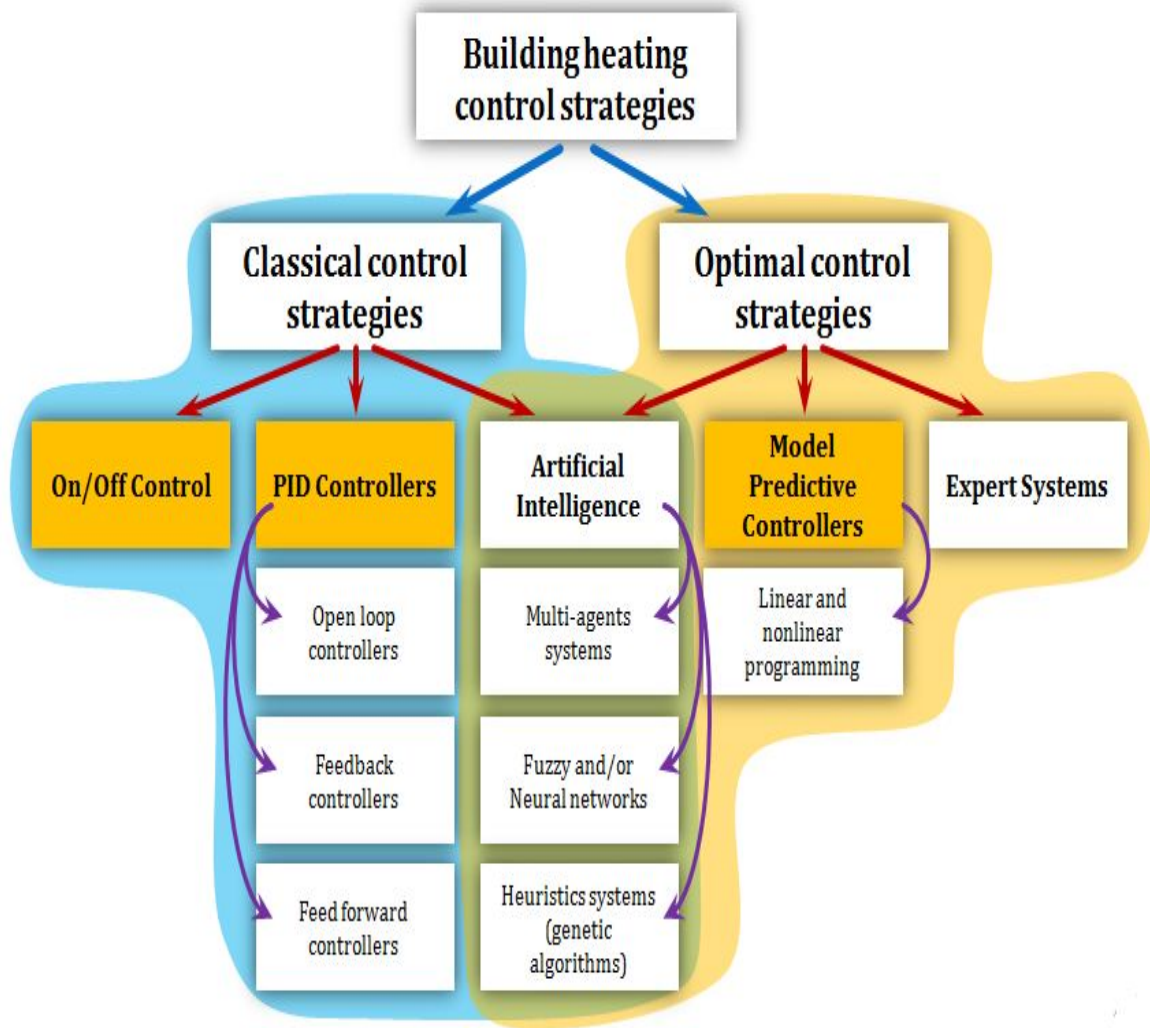 Building heating
control strategies
Classical control
strategies
Optimal control
strategies
On/Off Control
PID Controllers
Artificial
Intelligence
Model
Predictive
Controllers
Expert Systems
Open loop
controllers
Multi-agents
systems
Linear and
nonlinear
programming
Feedback
controllers
Fuzzy and/or
Neural networks
Feed forward
controllers
Heuristics systems
(genetic
algorithms)